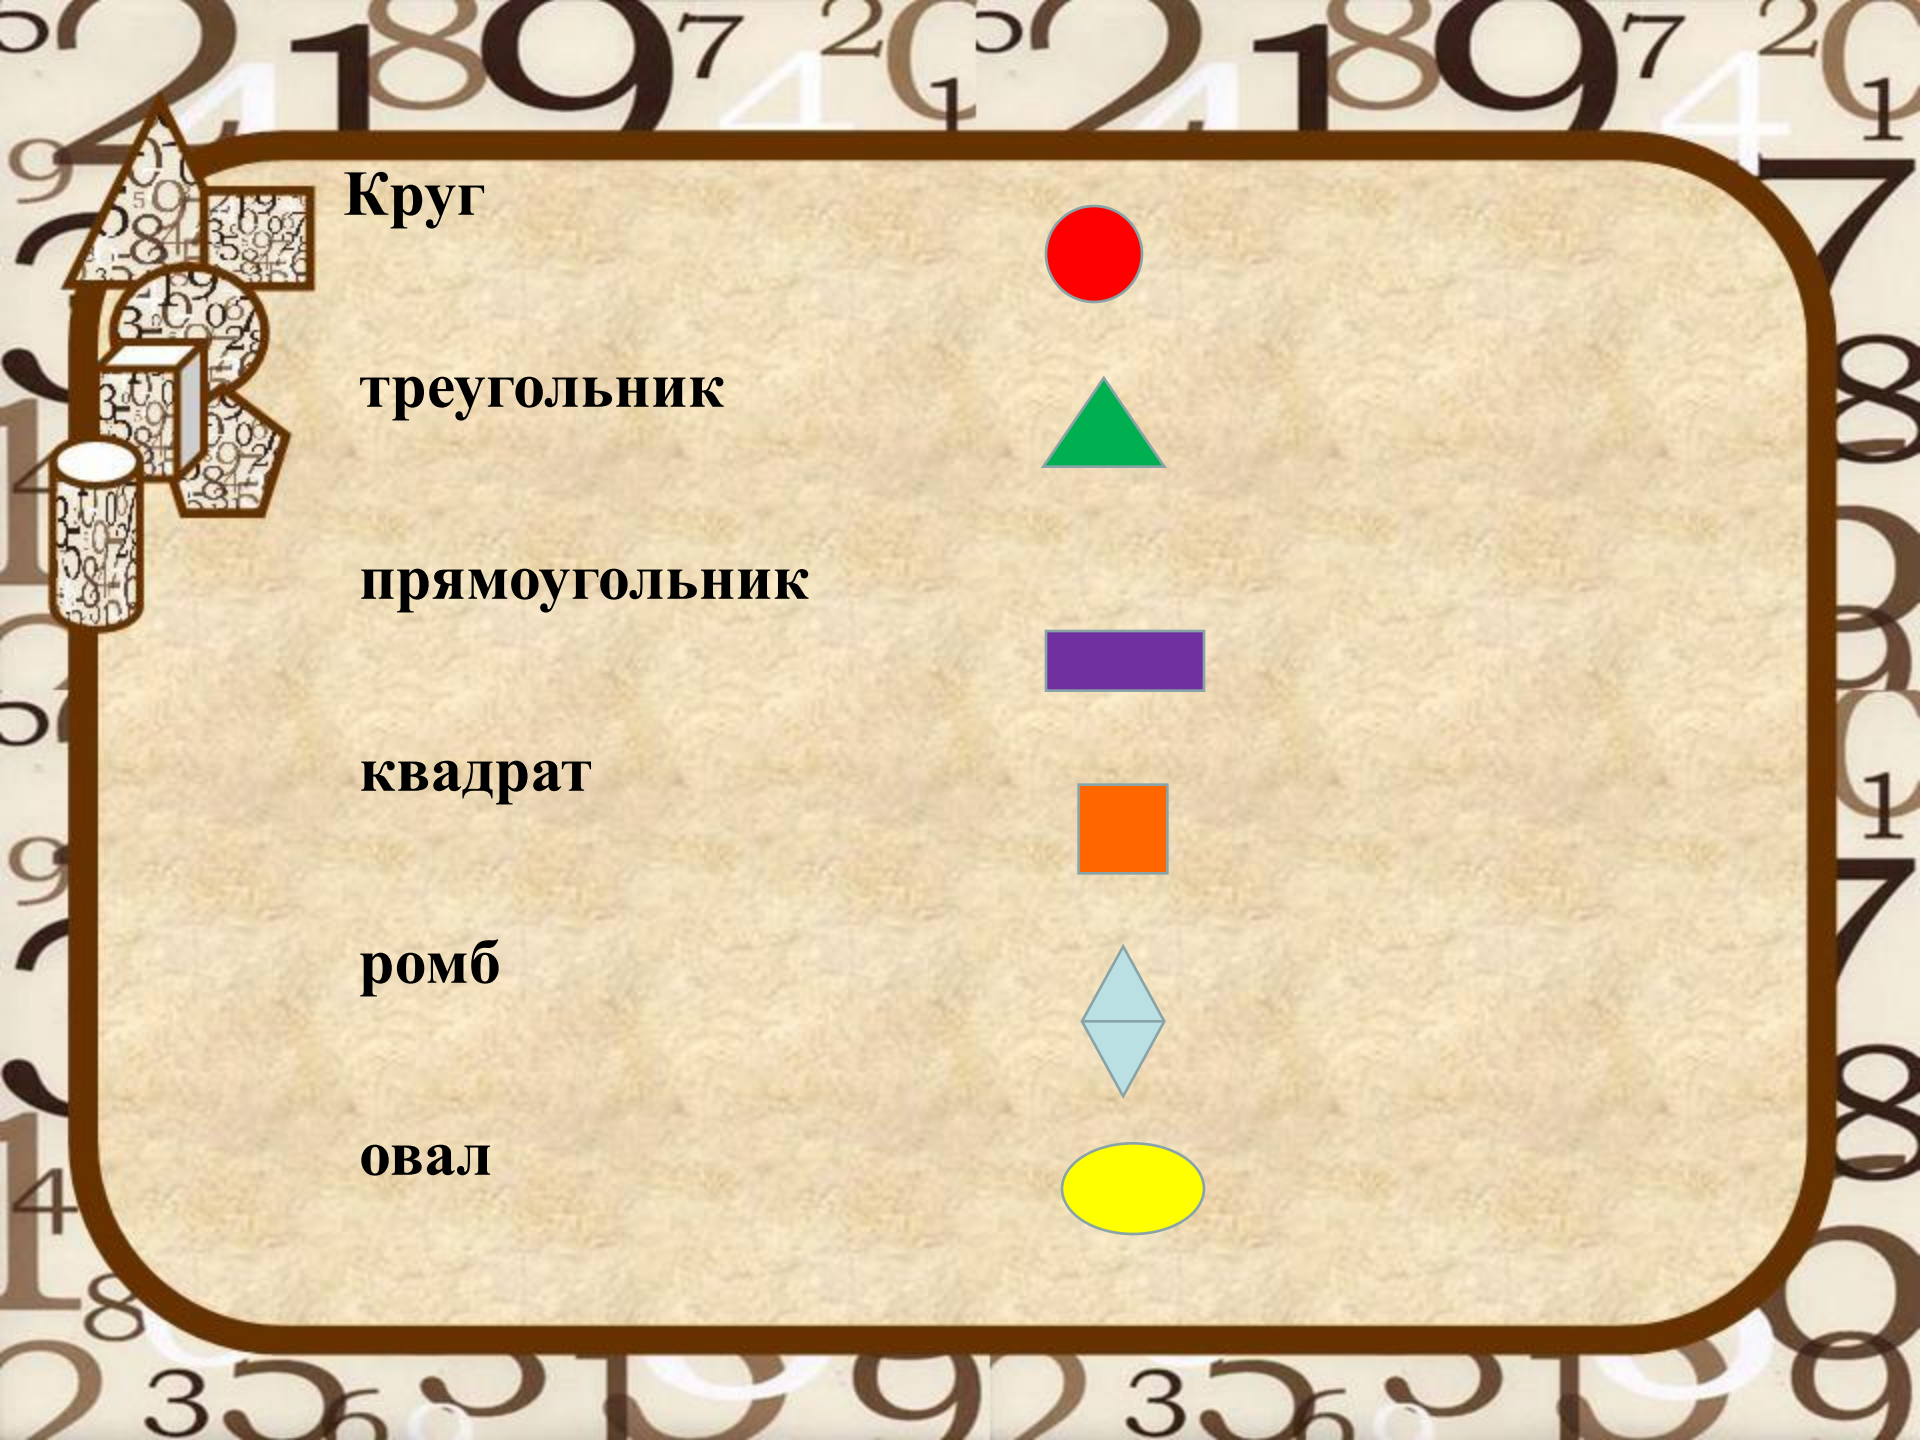 Круг
треугольник
прямоугольник
квадрат
ромб
овал